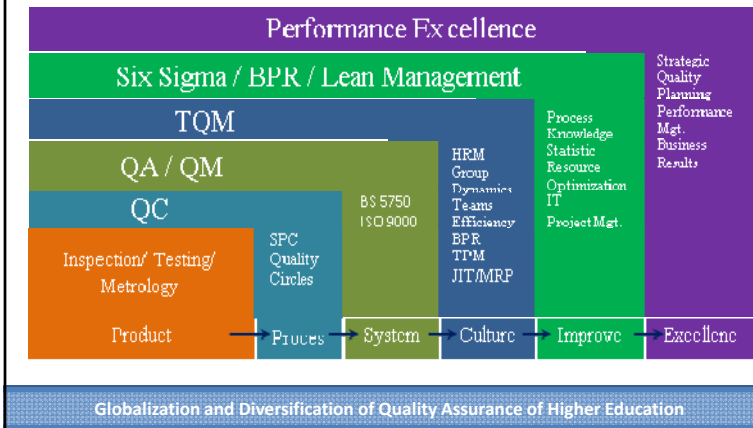 Performance Excellence
Six Sigma / BPR / Lean Management
Strategic
Quality
Planning
Performance
Mgt.
Business
Results
TQM
Process
Knowledge
Statistic
Resource
Optimization
IT
Project Mgt.
QA / QM
HRM
Group
Dynamics
Teams
Efficiency
BPR
TPM
JIT/MRP
QC
BS 5750
ISO 9000
SPC
Quality
Circles
Inspection/ Testing/
Metrology
Product
Proces
System
Culture
Improve
Excellenc
Globalization and Diversification of Quality Assurance of Higher Education